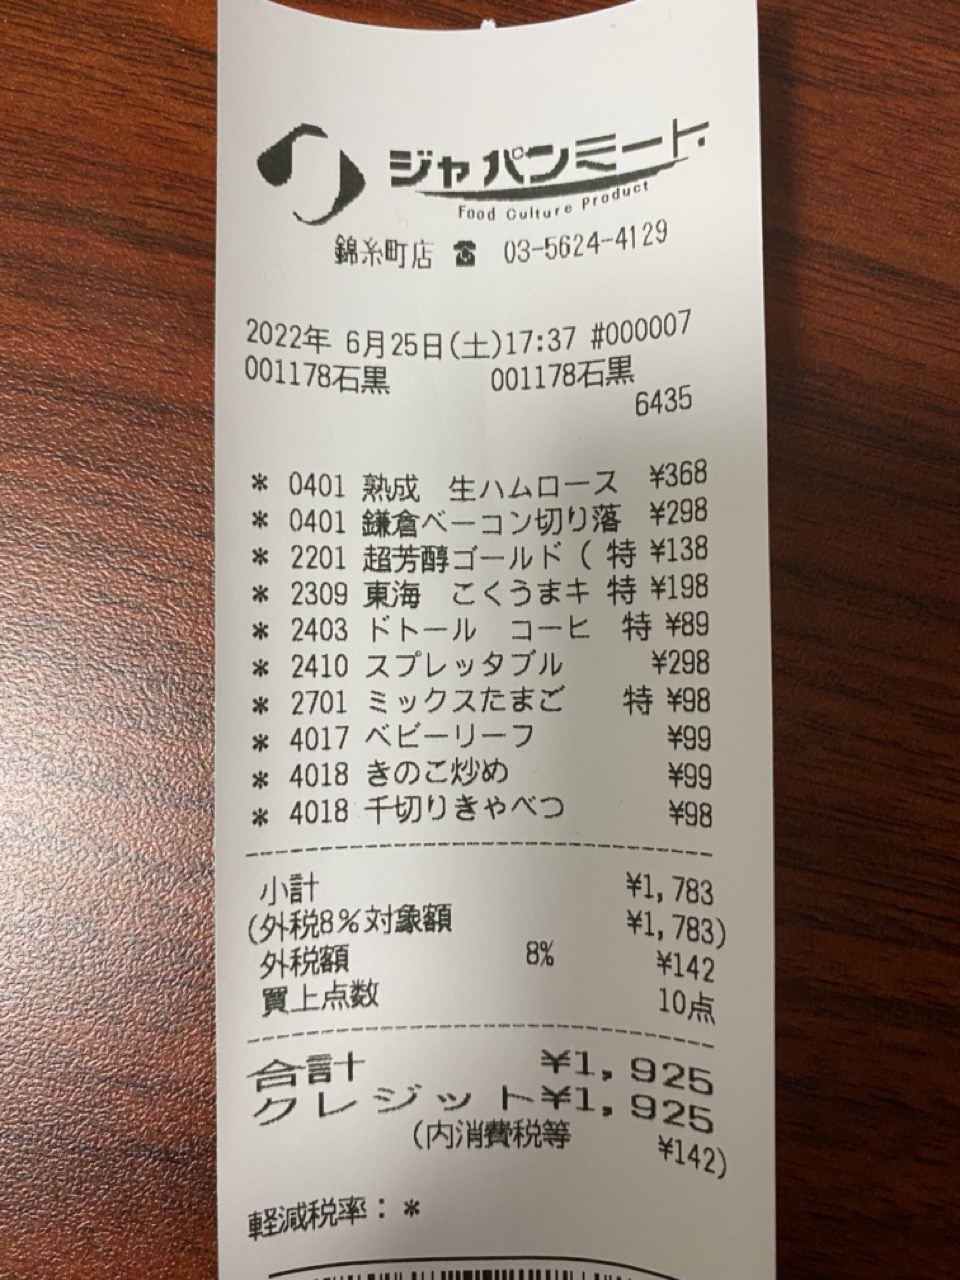 ジャパンミート
Food Culture Product
錦糸町店 ☎ 03-5624-4129
2022年 6月25日(土)17:37 #000007
001178石黒 001178石黒
6435
* 0401 熟成 生ハムロース ¥368
* 0401 鎌倉ベーコン切り落 ¥298
* 2201 超芳醇ゴールド( 特 ¥138
* 2309 東海 こくうまキ 特 ¥198
* 2403 ドトール コーヒ 特 ¥89
* 2410 スプレッタブル ¥298
* 2701 ミックスたまご 特 ¥98
* 4017 ベビーリーフ ¥99
* 4018 きのこ炒め ¥99
* 4018 千切りきゃべつ ¥98
小計 ¥1,783
(外税8%対象額 ¥1,783)
外税額 8% ¥142
買上点数 10点
合計 ¥1,925
クレジット¥1,925
(内消費税等 ¥142)
軽減税率:*